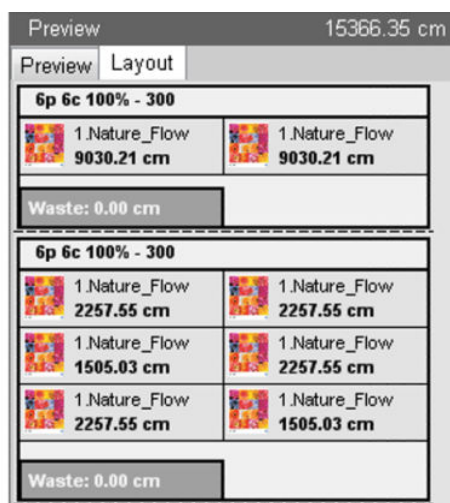 Preview 15366.35 cm
Preview Layout
6p 6c 100% - 300
1.Nature_Flow 1.Nature_Flow
9030.21 cm 9030.21 cm
Waste: 0.00 cm
6p 6c 100% - 300
1.Nature_Flow 1.Nature_Flow
2257.55 cm 2257.55 cm
1.Nature_Flow 1.Nature_Flow
1505.03 cm 2257.55 cm
1.Nature_Flow 1.Nature_Flow
2257.55 cm 1505.03 cm
Waste: 0.00 cm